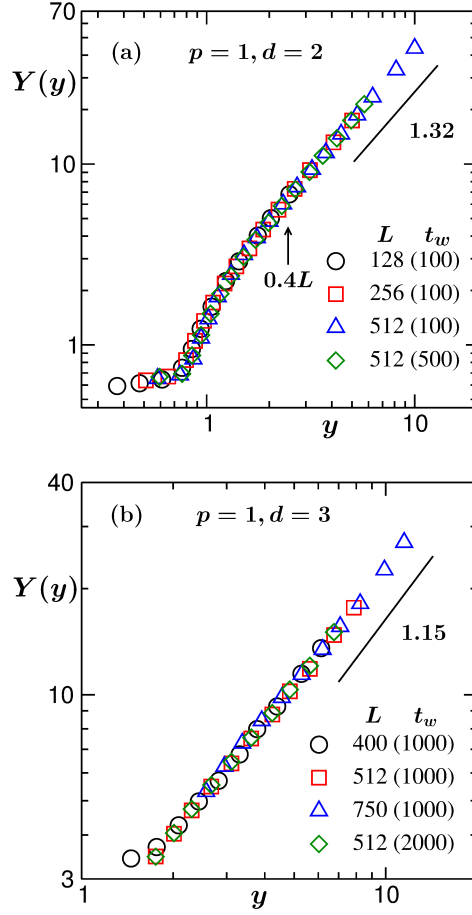 70
(a) p = 1, d = 2
Y(y)
1.32
10
L t_w
0.4L
128 (100)
256 (100)
512 (100)
512 (500)
1
1 y 10
40
(b) p = 1, d = 3
Y(y)
1.15
10
L t_w
400 (1000)
512 (1000)
750 (1000)
512 (2000)
3
1 y 10